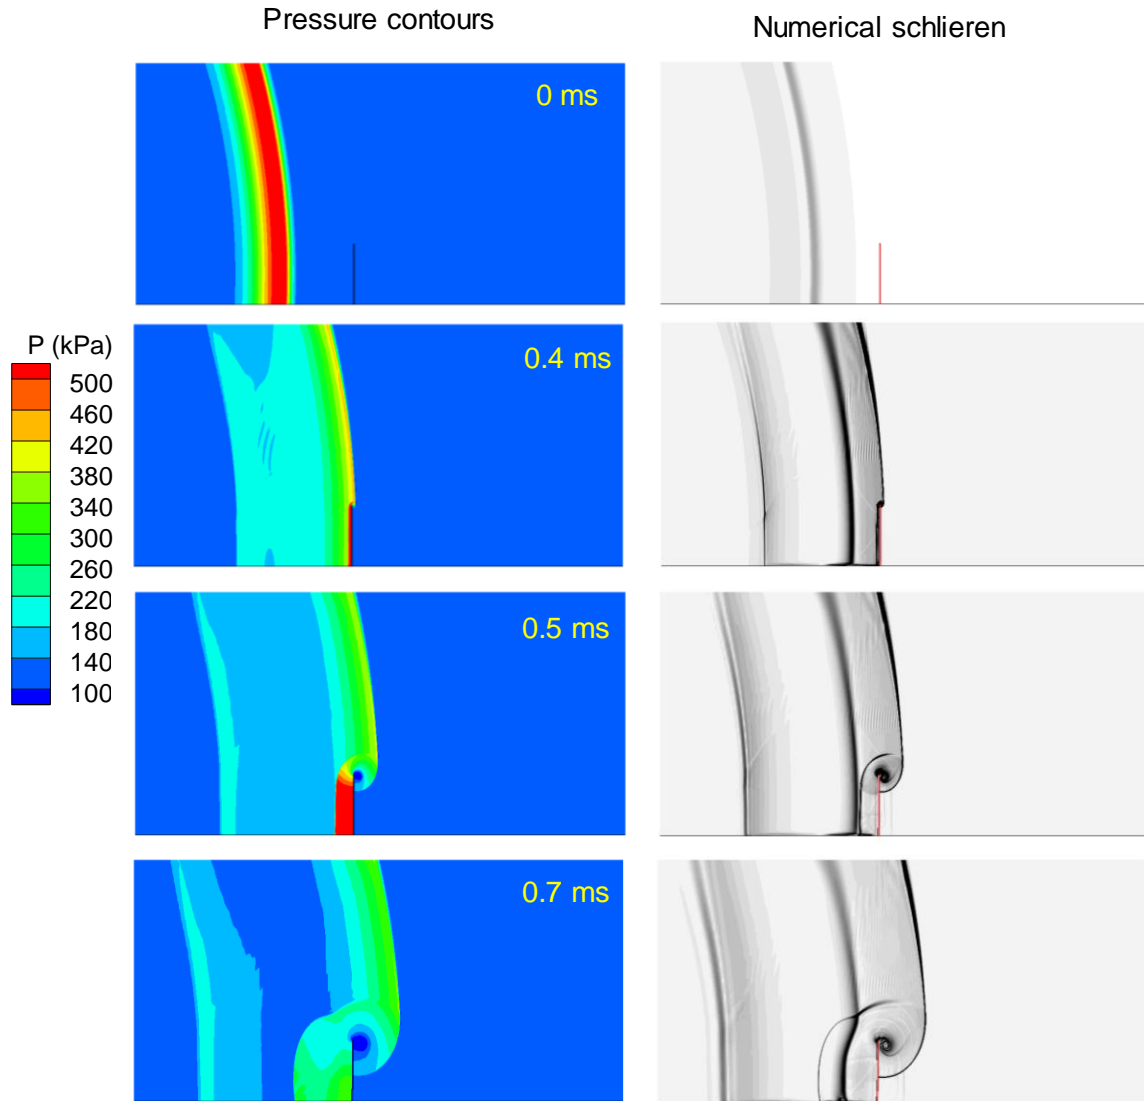 Pressure contours
Numerical schlieren
0 ms
0.4 ms
P (kPa)
500
460
420
380
340
300
260
220
180
140
100
0.5 ms
0.7 ms